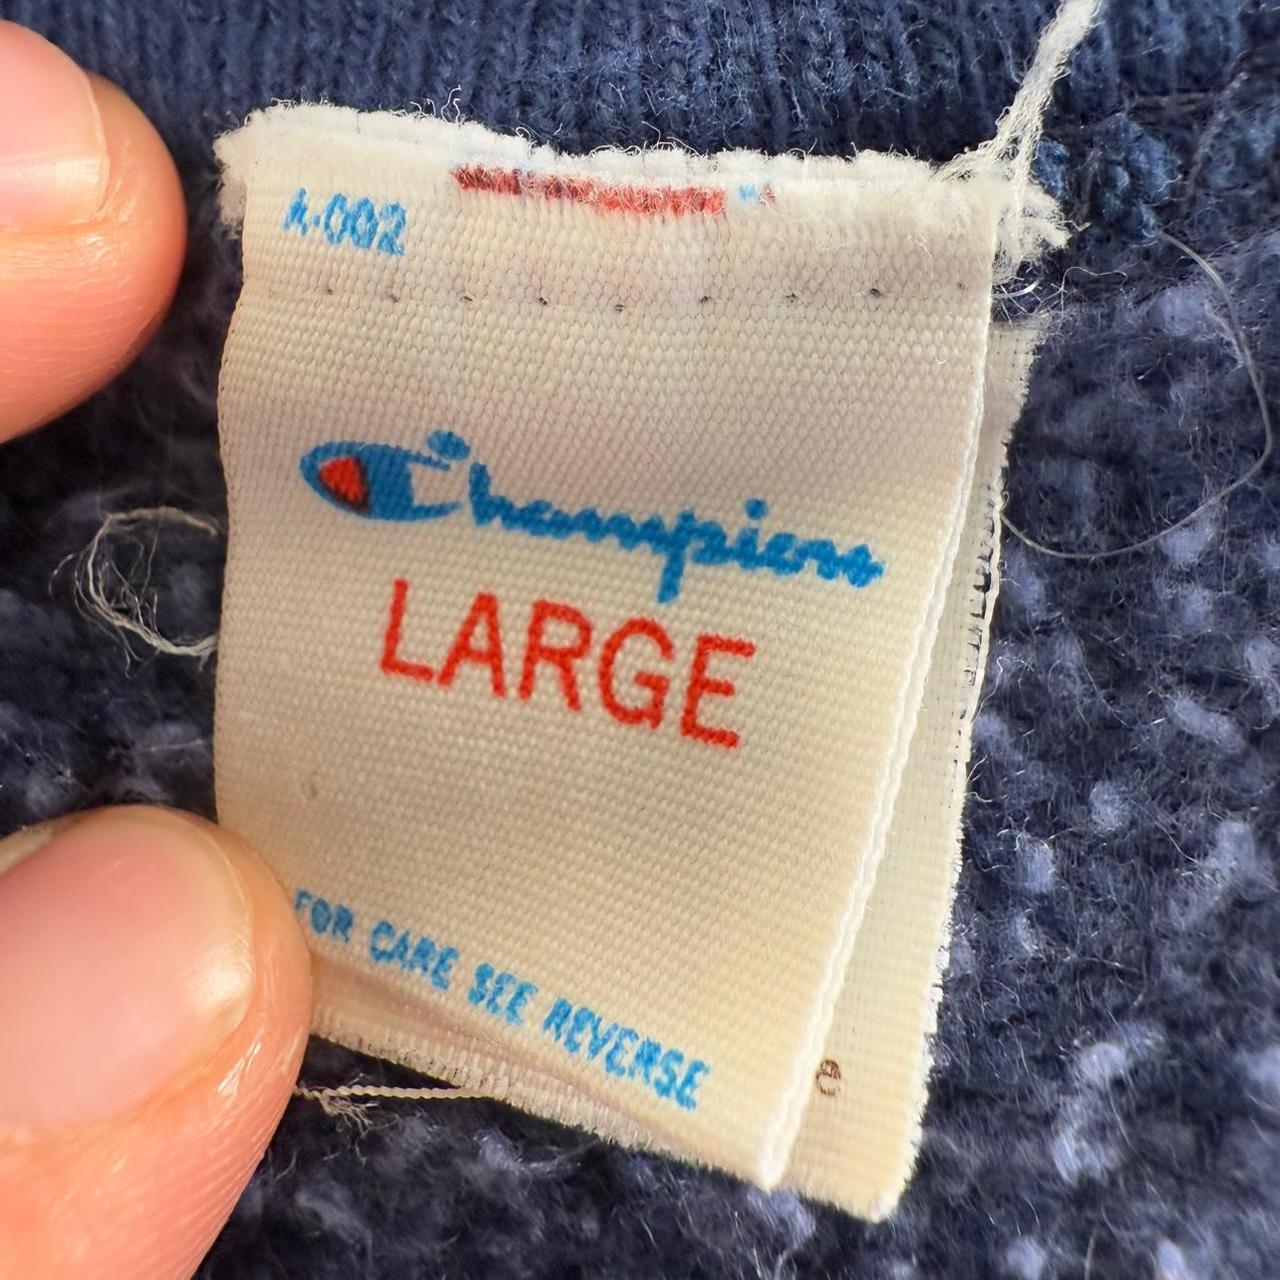 A-002
Champion
LARGE
FOR CARE SEE REVERSE
e